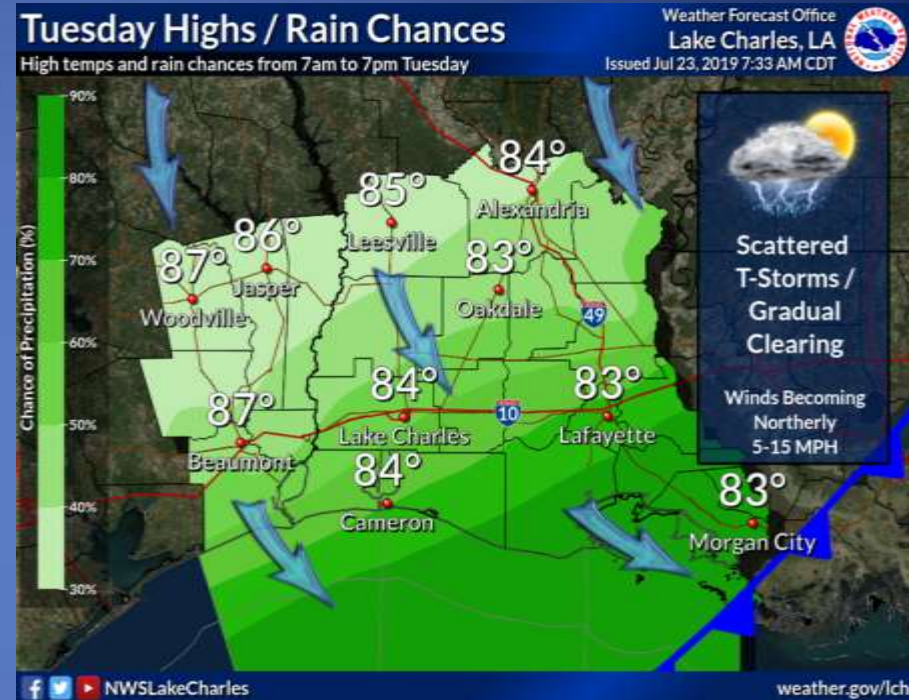 Tuesday Highs / Rain Chances
High temps and rain chances from 7am to 7pm Tuesday
Weather Forecast Office
Lake Charles, LA
Issued Jul 23, 2019 7:33 AM CDT
Chance of Precipitation (%)
90%
80%
70%
60%
50%
40%
30%
84°
Alexandria
85°
Leesville
86°
Jasper
87°
Woodville
83°
Oakdale
49
87°
Beaumont
84°
Lake Charles
10
83°
Lafayette
84°
Cameron
83°
Morgan City
Scattered
T-Storms /
Gradual
Clearing
Winds Becoming
Northerly
5-15 MPH
NWSLakeCharles
weather.gov/lch